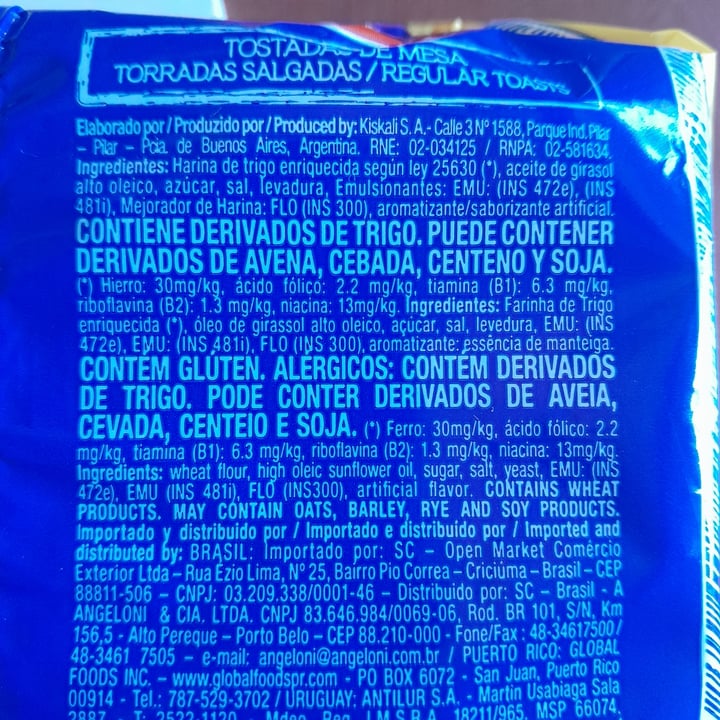 TOSTADAS DE MESA
TORRADAS SALGADAS / REGULAR TOASTS
Elaborado por / Produzido por / Produced by: Kiskali S. A. - Calle 3 Nº 1588, Parque Ind. Pilar
– Pilar – Pcia. de Buenos Aires, Argentina. RNE: 02-034125 / RNPA: 02-581634.
Ingredientes: Harina de trigo enriquecida según ley 25630 (*), aceite de girasol
alto oleico, azúcar, sal, levadura, Emulsionantes: EMU: (INS 472e), (INS
481i), Mejorador de Harina: FLO (INS 300), aromatizante/saborizante artificial.
CONTIENE DERIVADOS DE TRIGO. PUEDE CONTENER
DERIVADOS DE AVENA, CEBADA, CENTENO Y SOJA.
(*) Hierro: 30mg/kg, ácido fólico: 2.2 mg/kg, tiamina (B1): 6.3 mg/kg,
riboflavina (B2): 1.3 mg/kg, niacina: 13mg/kg. Ingredientes: Farinha de Trigo
enriquecida (*), óleo de girassol alto oleico, açúcar, sal, levedura, EMU: (INS
472e), EMU: (INS 481i), FLO (INS 300), aromatizante: essência de manteiga.
CONTÉM GLÚTEN. ALÉRGICOS: CONTÉM DERIVADOS
DE TRIGO. PODE CONTER DERIVADOS DE AVEIA,
CEVADA, CENTEIO E SOJA. (*) Ferro: 30mg/kg, ácido fólico: 2.2
mg/kg, tiamina (B1): 6.3 mg/kg, riboflavina (B2): 1.3 mg/kg, niacina: 13mg/kg.
Ingredients: wheat flour, high oleic sunflower oil, sugar, salt, yeast, EMU: (INS
472e), EMU (INS 481i), FLO (INS300), artificial flavor. CONTAINS WHEAT
PRODUCTS. MAY CONTAIN OATS, BARLEY, RYE AND SOY PRODUCTS.
Importado y distribuido por / Importado e distribuido por / Imported and
distributed by: BRASIL: Importado por: SC – Open Market Comércio
Exterior Ltda – Rua Ézio Lima, Nº 25, Bairro Pio Correa – Criciúma – Brasil – CEP
88811-506 – CNPJ: 03.209.338/0001-46 – Distribuido por: SC – Brasil - A
ANGELONI & CIA. LTDA. CNPJ 83.646.984/0069-06, Rod. BR 101, S/N, Km
156,5 - Alto Pereque – Porto Belo – CEP 88.210-000 - Fone/Fax : 48-34617500/
48-3461 7505 – e-mail: angeloni@angeloni.com.br / PUERTO RICO: GLOBAL
FOODS INC. – www.globalfoodspr.com - PO BOX 6072 - San Juan, Puerto Rico
00914 - Tel.: 787-529-3702 / URUGUAY: ANTILUR S.A. - Martin Usabiaga Sala
2887 - T: 2522-1120 - Mdeo. Reg. I.M.S.R.A. 18211/965. MSP 66074.